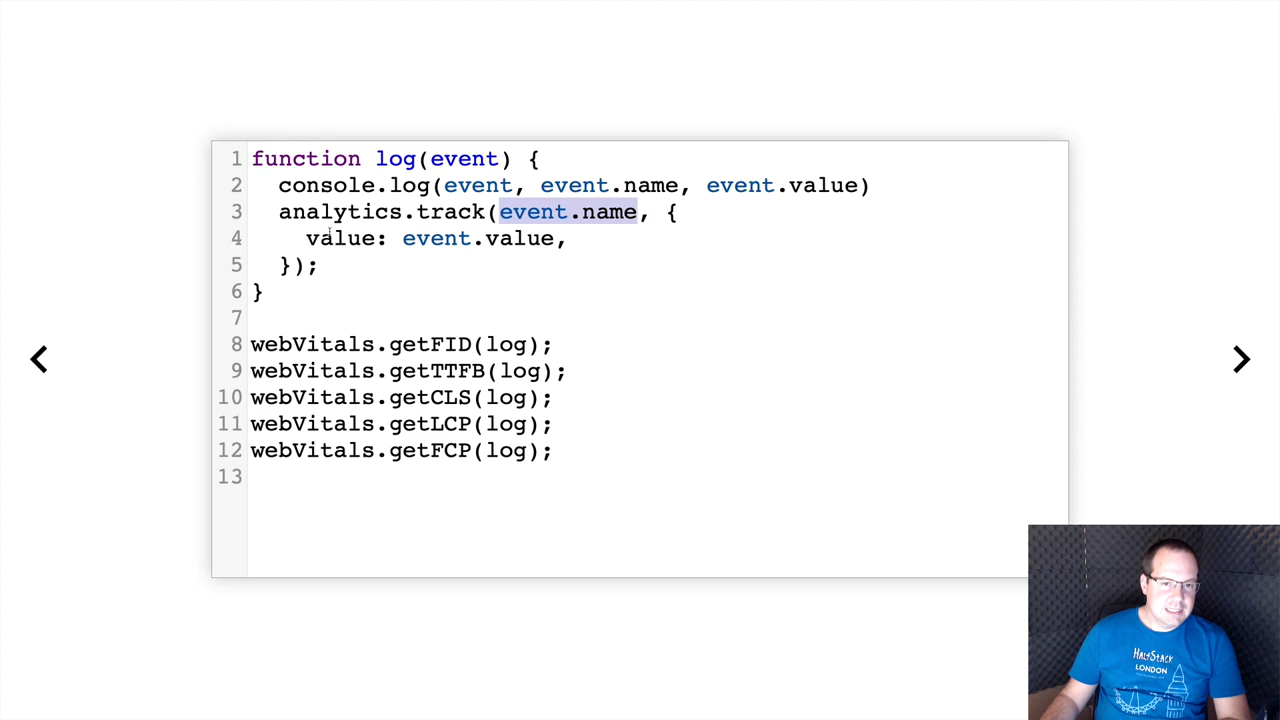 1 function log(event) {
2 console.log(event, event.name, event.value)
3 analytics.track(event.name, {
4 value: event.value,
5 });
6 }
7
8 webVitals.getFID(log);
9 webVitals.getTTFB(log);
10 webVitals.getCLS(log);
11 webVitals.getLCP(log);
12 webVitals.getFCP(log);
13
HALFSTACK
LONDON